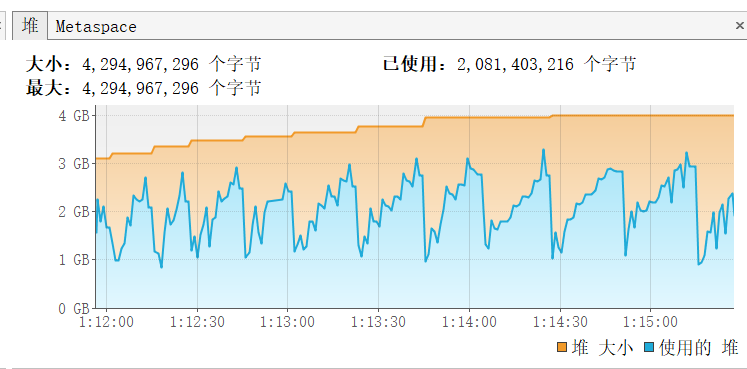 堆 Metaspace
大小: 4,294,967,296 个字节 已使用: 2,081,403,216 个字节
最大: 4,294,967,296 个字节
4 GB
3 GB
2 GB
1 GB
0 GB
1:12:00 1:12:30 1:13:00 1:13:30 1:14:00 1:14:30 1:15:00
堆 大小 使用的 堆